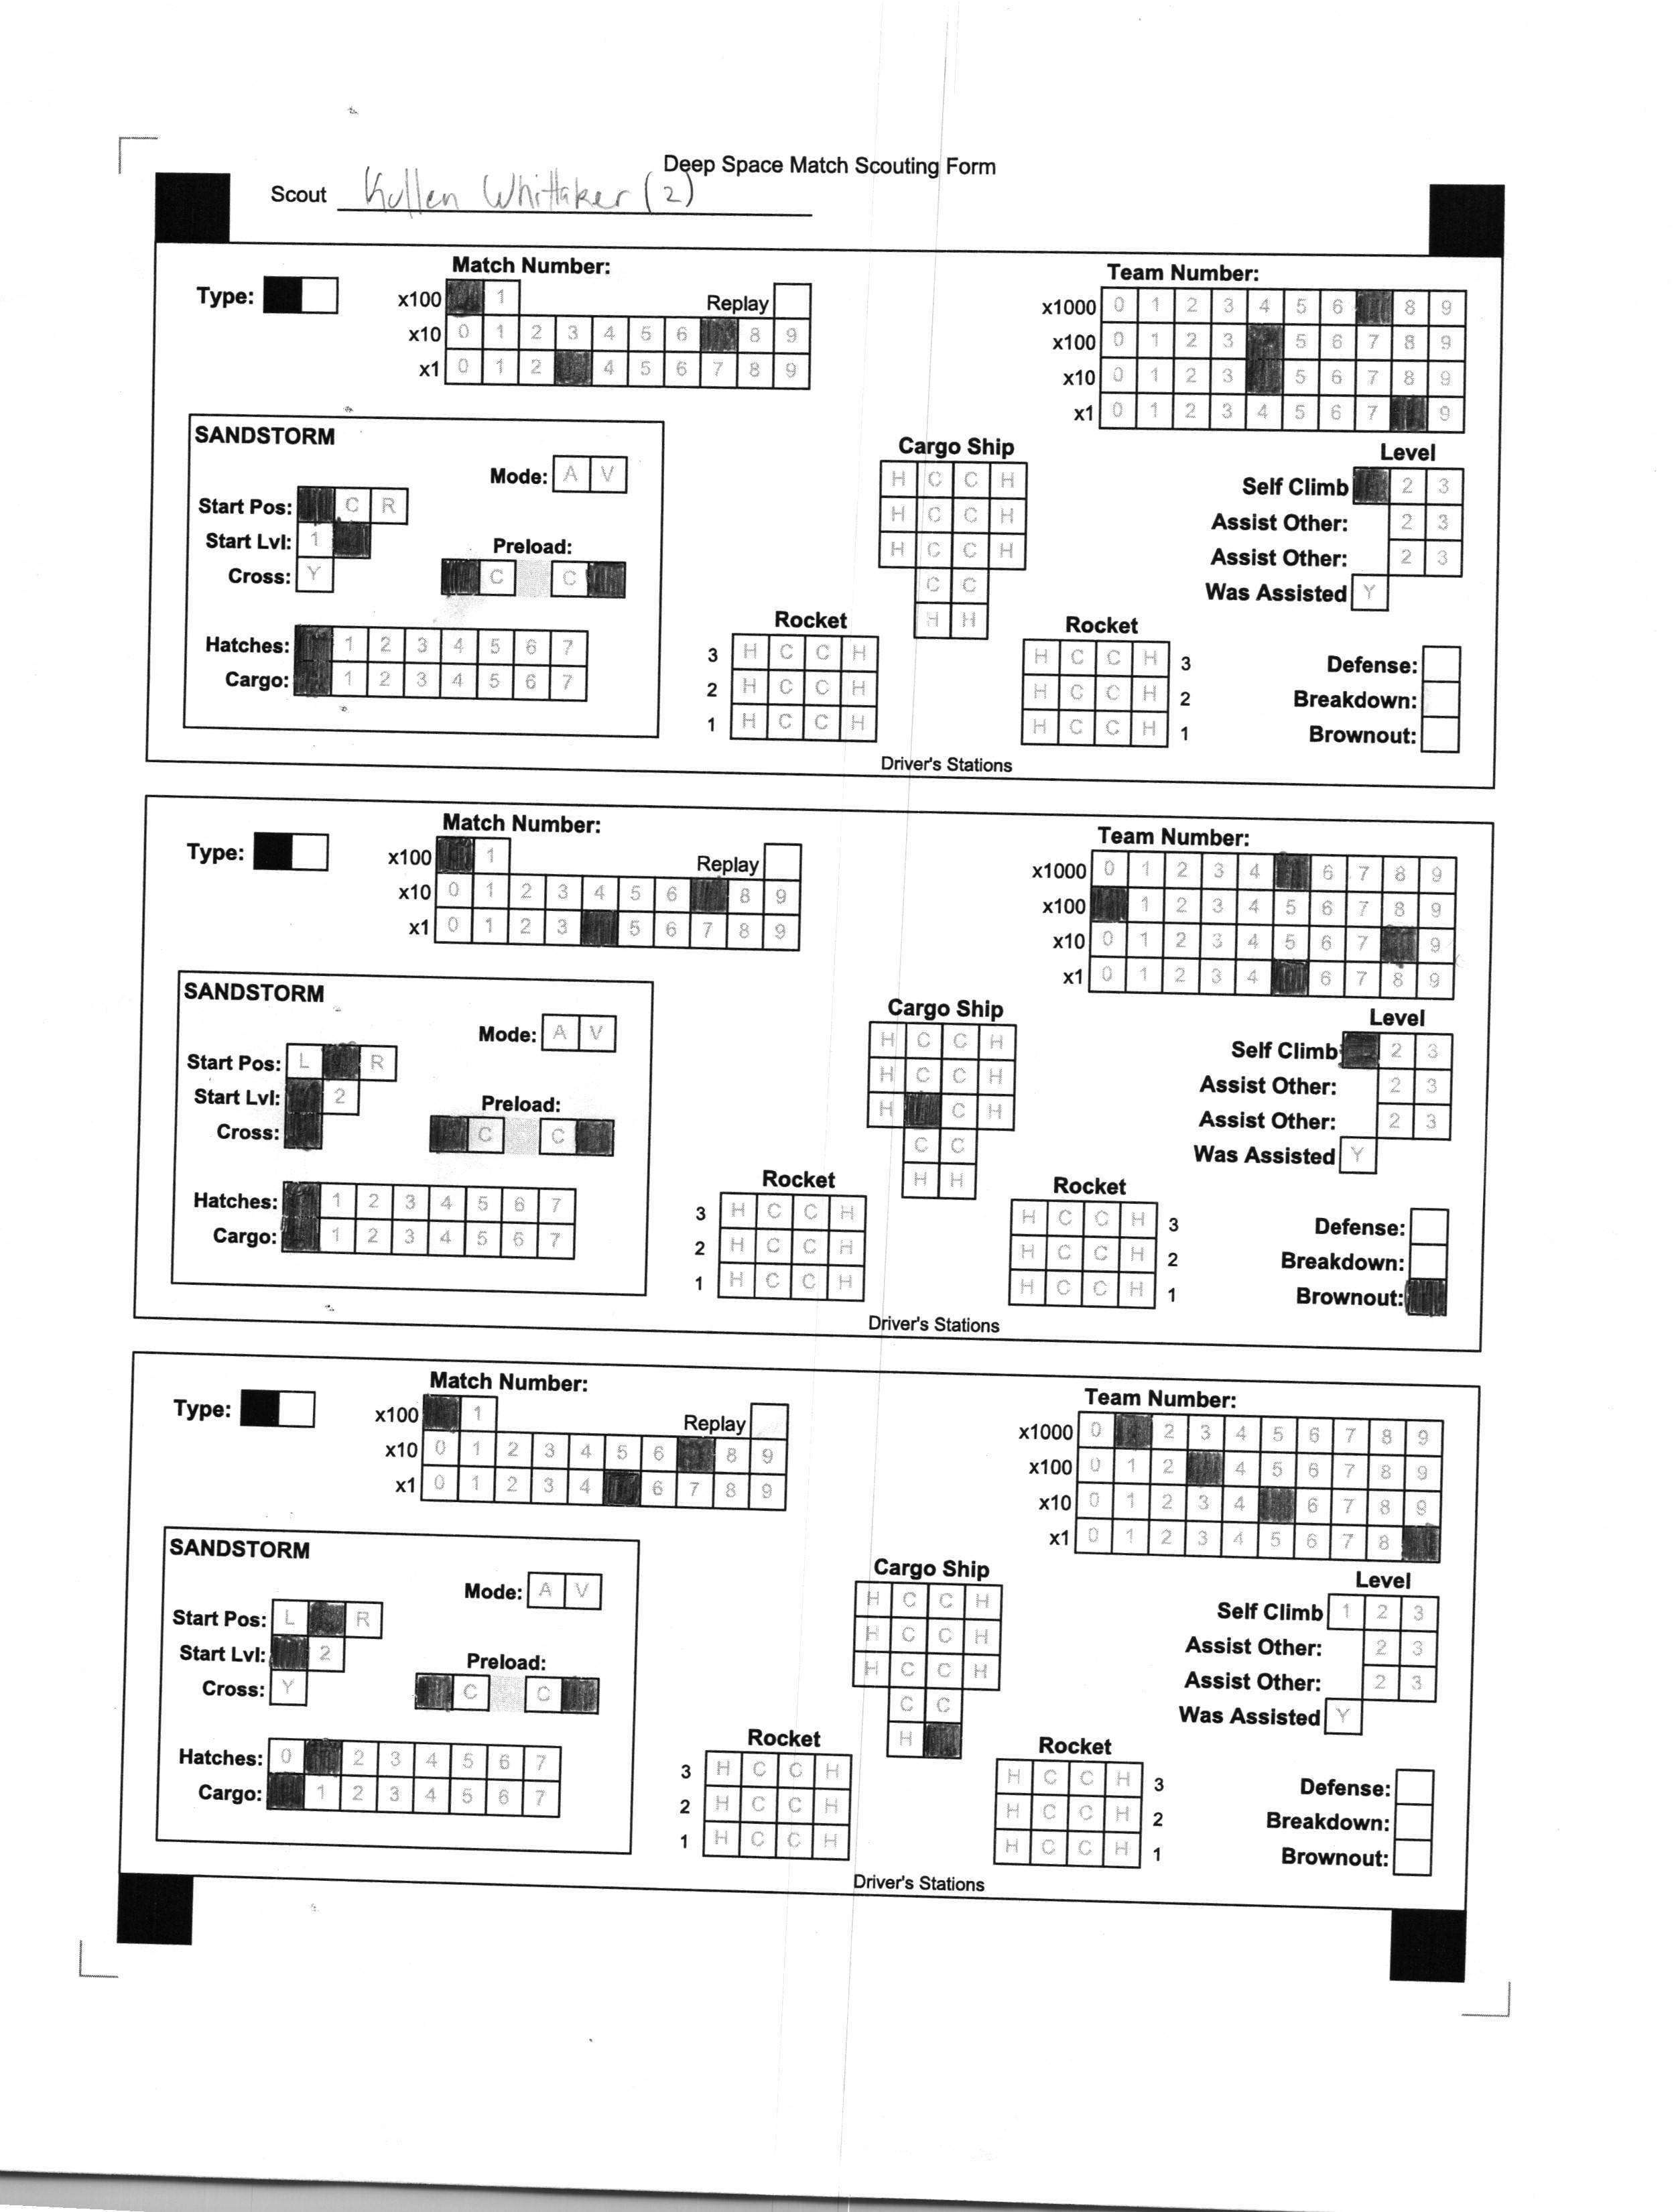 Deep Space Match Scouting Form
Scout Kullen Whittaker (2)
Match Number:
Team Number:
Type:
x100 1
Replay
x10 0 1 2 3 4 5 6 8 9
x1 0 1 2 4 5 6 7 8 9
x1000 0 1 2 3 4 5 6 8 9
x100 0 1 2 3 5 6 7 8 9
x10 0 1 2 3 5 6 7 8 9
x1 0 1 2 3 4 5 6 7 9
SANDSTORM
Mode: A V
Start Pos: C R
Start Lvl: 1
Cross: Y
Preload:
C C
Hatches: 1 2 3 4 5 6 7
Cargo: 1 2 3 4 5 6 7
Cargo Ship
H C C H
H C C H
H C C H
C C
H H
Rocket
3 H C C H
2 H C C H
1 H C C H
Rocket
H C C H 3
H C C H 2
H C C H 1
Driver's Stations
Level
Self Climb 2 3
Assist Other: 2 3
Assist Other: 2 3
Was Assisted Y
Defense:
Breakdown:
Brownout:
Match Number:
Team Number:
Type:
x100 1
Replay
x10 0 1 2 3 4 5 6 8 9
x1 0 1 2 3 5 6 7 8 9
x1000 0 1 2 3 4 6 7 8 9
x100 1 2 3 4 5 6 7 8 9
x10 0 1 2 3 4 5 6 7 9
x1 0 1 2 3 4 6 7 8 9
SANDSTORM
Mode: A V
Start Pos: L R
Start Lvl: 2
Cross:
Preload:
C C
Hatches: 1 2 3 4 5 6 7
Cargo: 1 2 3 4 5 6 7
Cargo Ship
H C C H
H C C H
H C H
C C
H H
Rocket
3 H C C H
2 H C C H
1 H C C H
Rocket
H C C H 3
H C C H 2
H C C H 1
Driver's Stations
Level
Self Climb 2 3
Assist Other: 2 3
Assist Other: 2 3
Was Assisted Y
Defense:
Breakdown:
Brownout:
Match Number:
Team Number:
Type:
x100 1
Replay
x10 0 1 2 3 4 5 6 8 9
x1 0 1 2 3 4 6 7 8 9
x1000 0 2 3 4 5 6 7 8 9
x100 0 1 2 4 5 6 7 8 9
x10 0 1 2 3 4 6 7 8 9
x1 0 1 2 3 4 5 6 7 8
SANDSTORM
Mode: A V
Start Pos: L R
Start Lvl: 2
Cross: Y
Preload:
C C
Hatches: 0 2 3 4 5 6 7
Cargo: 1 2 3 4 5 6 7
Cargo Ship
H C C H
H C C H
H C C H
C C
H
Rocket
3 H C C H
2 H C C H
1 H C C H
Rocket
H C C H 3
H C C H 2
H C C H 1
Driver's Stations
Level
Self Climb 1 2 3
Assist Other: 2 3
Assist Other: 2 3
Was Assisted Y
Defense:
Breakdown:
Brownout: